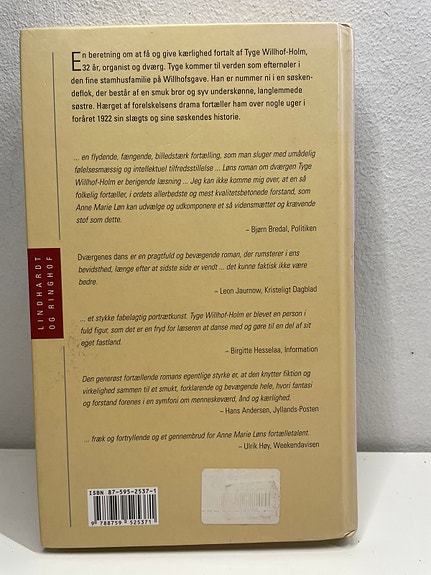 En beretning om at få og give kærlighed fortalt af Tyge Willhof-Holm,
32 år, organist og dværg. Tyge kommer til verden som efternøler i
den fine stamhusfamilie på Willhofsgave. Han er nummer ni i en søsken-
deflok, der består af en smuk bror og syv underskønne, langlemmede
søstre. Hærget af forelskelsens drama fortæller ham over nogle uger i
foråret 1922 sin slægts og sine søskendes historie.
... en flydende, fængende, billedstærk fortælling, som man sluger med umådelig
følelsesmæssig og intellektuel tilfredsstillelse ... Løns roman om dværgen Tyge
Willhof-Holm er berigende læsning ... Jeg kan ikke komme mig over, at en så
folkelig fortæller, i ordets allerbedste og mest kvalitetsbetonede forstand, som
Anne Marie Løn kan udvælge og udkomponere et så vidensmættet og krævende
stof som dette.
– Bjørn Bredal, Politiken
Dværgenes dans er en pragtfuld og bevægende roman, der rumsterer i ens
bevidsthed, længe efter at sidste side er vendt ... det kunne faktisk ikke være
bedre.
– Leon Jaurnow, Kristeligt Dagblad
... et stykke fabelagtig portrætkunst. Tyge Willhof-Holm er blevet en person i
fuld figur, som det er en fryd for læseren at danse med og gøre til en del af sit
eget fastland.
– Birgitte Hesselaa, Information
Den generøst fortællende romans egentlige styrke er, at den knytter fiktion og
virkelighed sammen til et smukt, forklarende og bevægende hele, hvori fantasi
og forstand forenes i en symfoni om menneskeværd, ånd og kærlighed.
– Hans Andersen, Jyllands-Posten
... fræk og fortryllende og et gennembrud for Anne Marie Løns fortælletalent.
– Ulrik Høy, Weekendavisen
LINDHARDT
OG RINGHOF
ISBN 87-595-2537-1
9 788759 525371